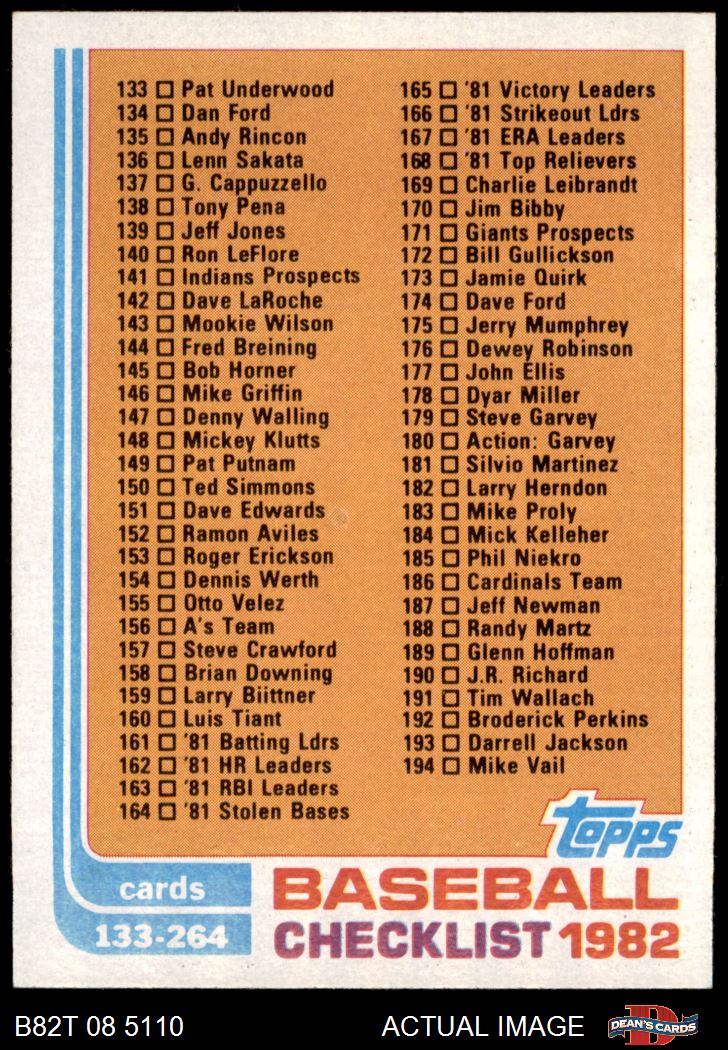 133 Pat Underwood
134 Dan Ford
135 Andy Rincon
136 Lenn Sakata
137 G. Cappuzzello
138 Tony Pena
139 Jeff Jones
140 Ron LeFlore
141 Indians Prospects
142 Dave LaRoche
143 Mookie Wilson
144 Fred Breining
145 Bob Horner
146 Mike Griffin
147 Denny Walling
148 Mickey Klutts
149 Pat Putnam
150 Ted Simmons
151 Dave Edwards
152 Ramon Aviles
153 Roger Erickson
154 Dennis Werth
155 Otto Velez
156 A's Team
157 Steve Crawford
158 Brian Downing
159 Larry Biittner
160 Luis Tiant
161 '81 Batting Ldrs
162 '81 HR Leaders
163 '81 RBI Leaders
164 '81 Stolen Bases
165 '81 Victory Leaders
166 '81 Strikeout Ldrs
167 '81 ERA Leaders
168 '81 Top Relievers
169 Charlie Leibrandt
170 Jim Bibby
171 Giants Prospects
172 Bill Gullickson
173 Jamie Quirk
174 Dave Ford
175 Jerry Mumphrey
176 Dewey Robinson
177 John Ellis
178 Dyar Miller
179 Steve Garvey
180 Action: Garvey
181 Silvio Martinez
182 Larry Herndon
183 Mike Proly
184 Mick Kelleher
185 Phil Niekro
186 Cardinals Team
187 Jeff Newman
188 Randy Martz
189 Glenn Hoffman
190 J.R. Richard
191 Tim Wallach
192 Broderick Perkins
193 Darrell Jackson
194 Mike Vail
topps
cards
133-264
BASEBALL
CHECKLIST 1982
B82T 08 5110
ACTUAL IMAGE
D
DEAN'S CARDS